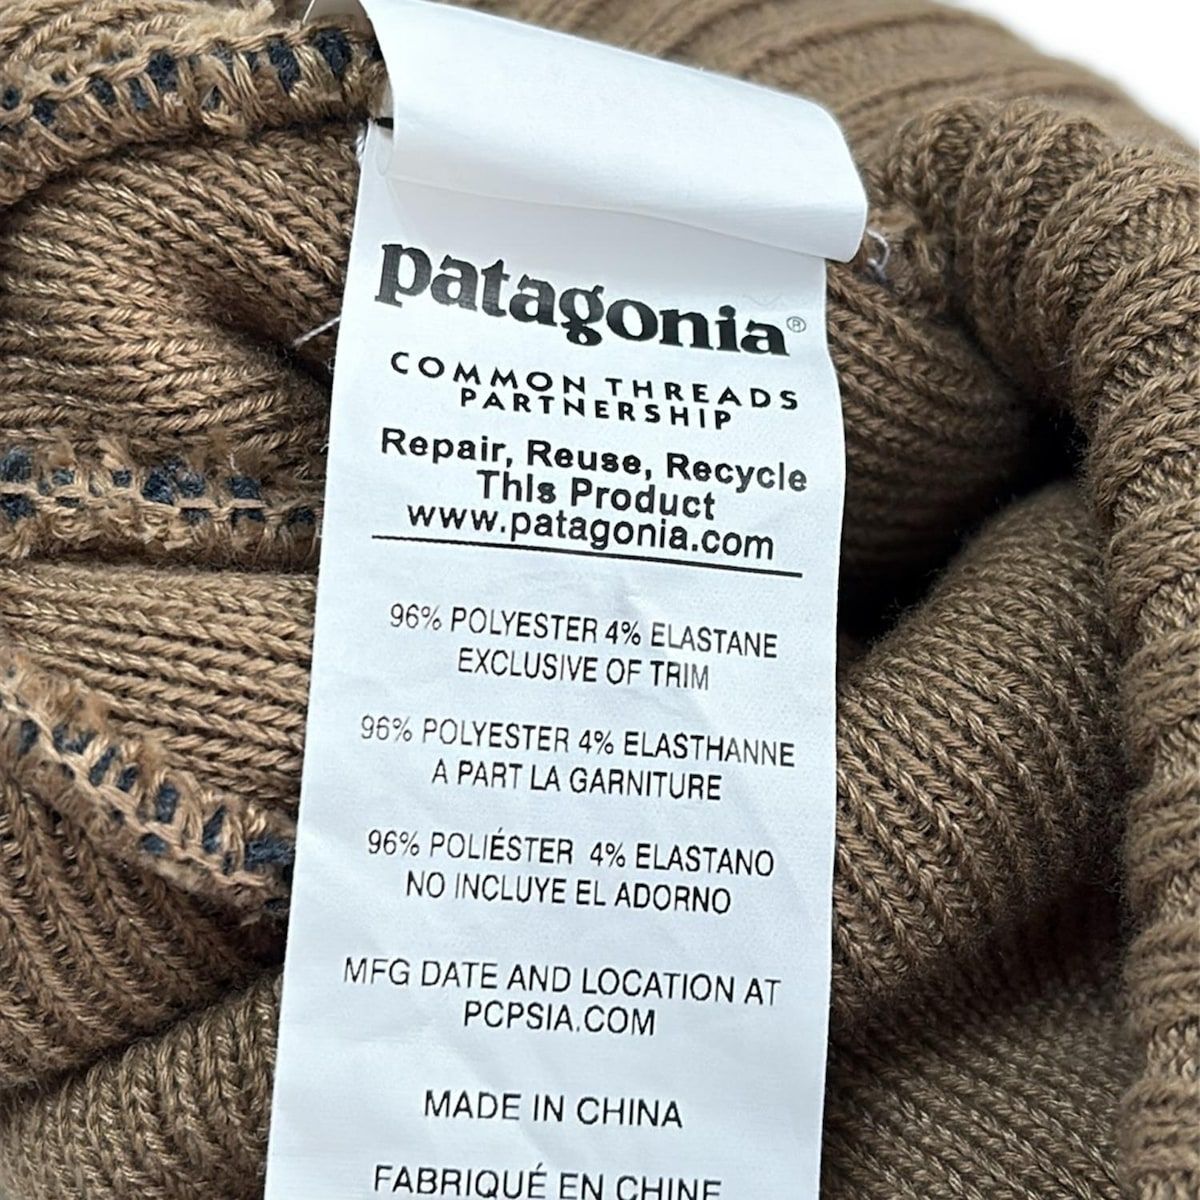 patagonia®
COMMON THREADS
PARTNERSHIP
Repair, Reuse, Recycle
This Product
www.patagonia.com
96% POLYESTER 4% ELASTANE
EXCLUSIVE OF TRIM
96% POLYESTER 4% ELASTHANNE
A PART LA GARNITURE
96% POLIÉSTER 4% ELASTANO
NO INCLUYE EL ADORNO
MFG DATE AND LOCATION AT
PCPSIA.COM
MADE IN CHINA
FABRIQUÉ EN CHINE